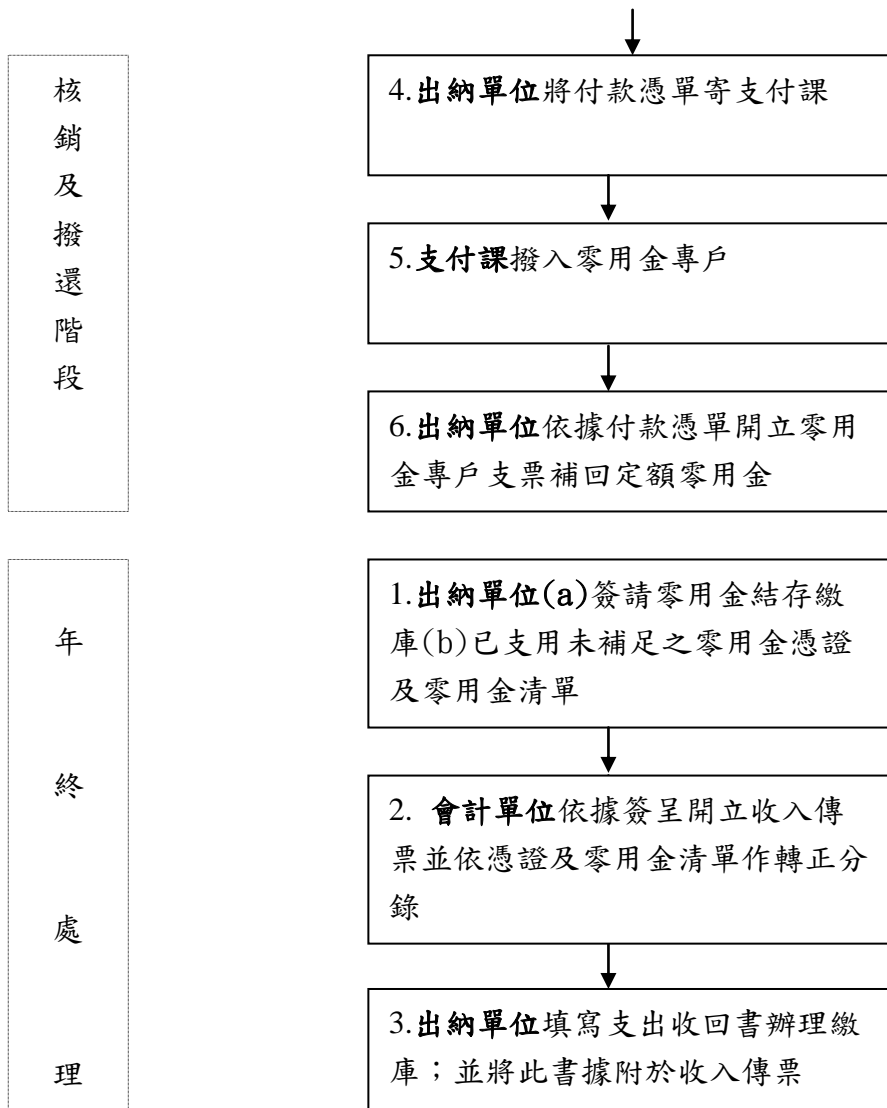 核
銷
及
撥
還
階
段
4.出納單位將付款憑單寄支付課
5.支付課撥入零用金專戶
6.出納單位依據付款憑單開立零用
金專戶支票補回定額零用金
年
終
處
理
1.出納單位(a)簽請零用金結存繳
庫(b)已支用未補足之零用金憑證
及零用金清單
2. 會計單位依據簽呈開立收入傳
票並依憑證及零用金清單作轉正分
錄
3.出納單位填寫支出收回書辦理繳
庫；並將此書據附於收入傳票